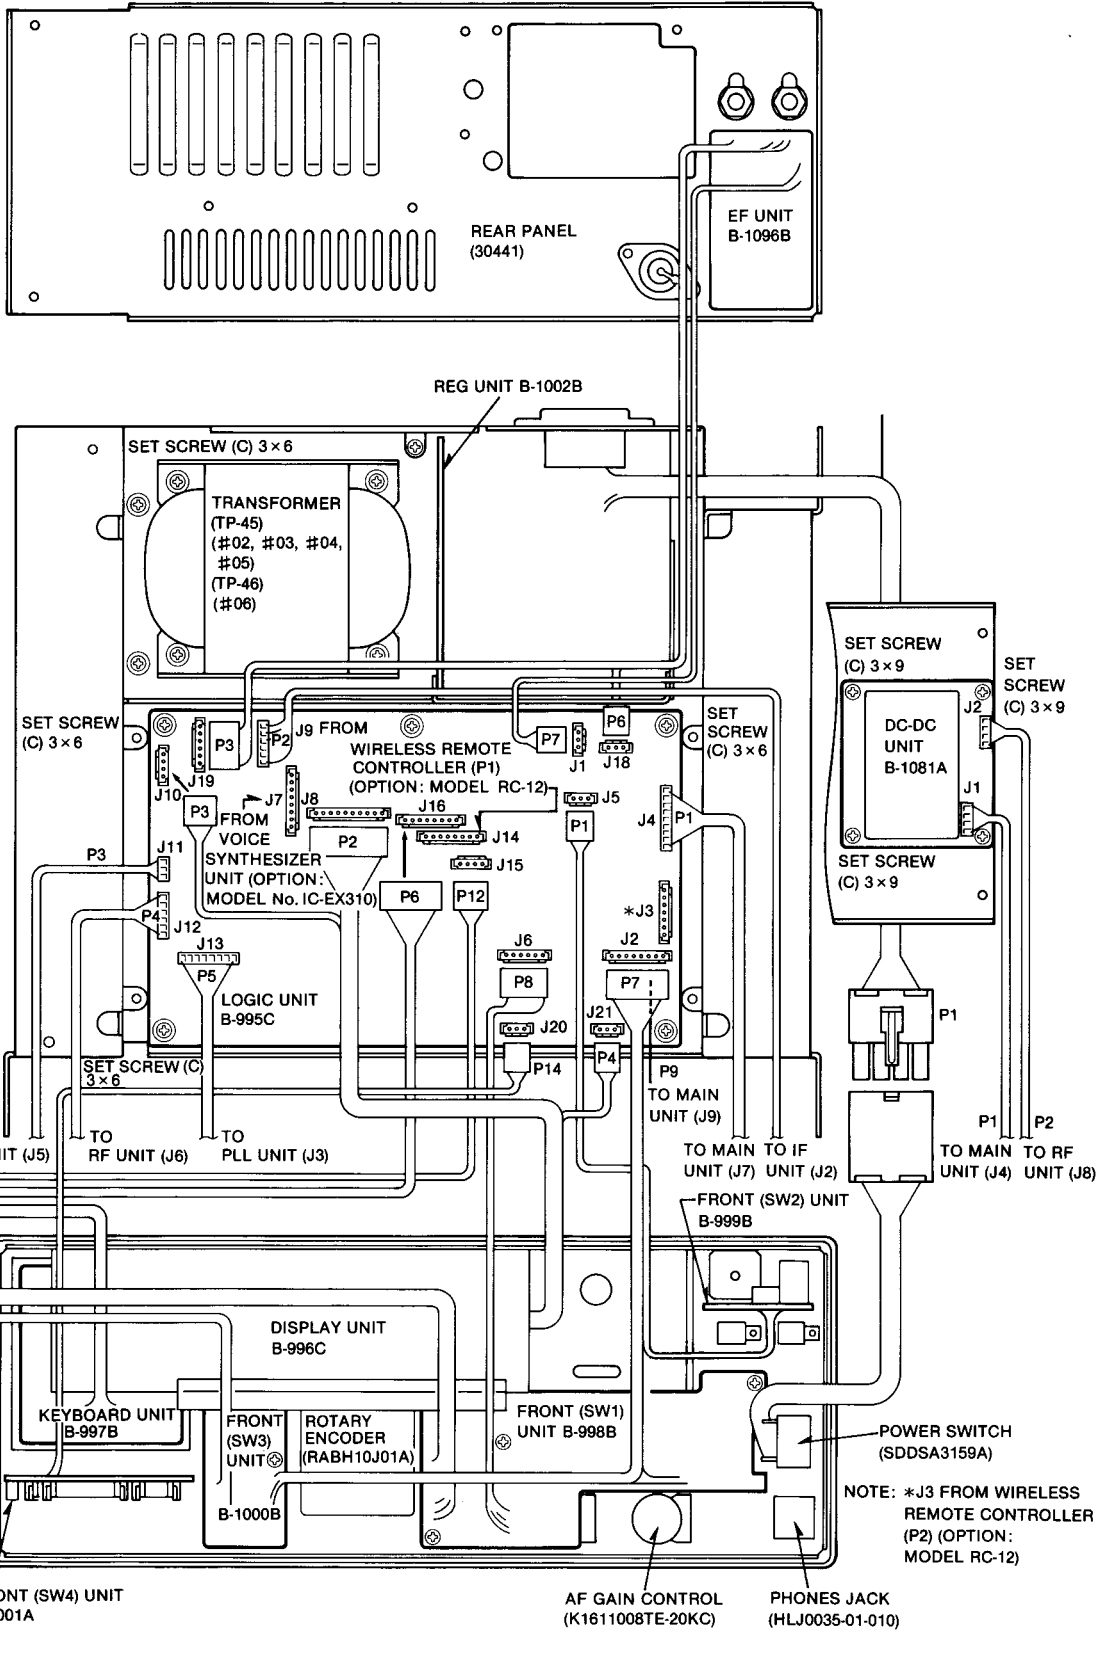 EF UNIT
B-1096B
REAR PANEL
(30441)
REG UNIT B-1002B
SET SCREW (C) 3×6
TRANSFORMER
(TP-45)
(#02, #03, #04,
#05)
(TP-46)
(#06)
SET SCREW
(C) 3×9
SET
SCREW
(C) 3×9
J2
DC-DC
UNIT
B-1081A
J1
SET SCREW
(C) 3×9
SET SCREW
(C) 3×6
SET
SCREW
(C) 3×6
P3
P2
J9 FROM
WIRELESS REMOTE
CONTROLLER (P1)
(OPTION: MODEL RC-12)
P7
J1
P6
J18
J19
J10
P3
J7
J8
FROM
VOICE
SYNTHESIZER
UNIT (OPTION:
MODEL No. IC-EX310)
P2
J16
J14
J15
J5
P1
J4
P1
P3
J11
P4
J12
J13
P5
P6
P12
*J3
J6
P8
J2
P7
LOGIC UNIT
B-995C
J20
P14
J21
P4
P9
SET SCREW (C)
3×6
TO MAIN
UNIT (J9)
P1
P1
P2
IT (J5)
TO
RF UNIT (J6)
TO
PLL UNIT (J3)
TO MAIN
UNIT (J7)
TO IF
UNIT (J2)
TO MAIN
UNIT (J4)
TO RF
UNIT (J8)
FRONT (SW2) UNIT
B-999B
DISPLAY UNIT
B-996C
KEYBOARD UNIT
B-997B
FRONT
(SW3)
UNIT
B-1000B
ROTARY
ENCODER
(RABH10J01A)
FRONT (SW1)
UNIT B-998B
POWER SWITCH
(SDDSA3159A)
NOTE: *J3 FROM WIRELESS
REMOTE CONTROLLER
(P2) (OPTION:
MODEL RC-12)
ONT (SW4) UNIT
001A
AF GAIN CONTROL
(K1611008TE-20KC)
PHONES JACK
(HLJ0035-01-010)